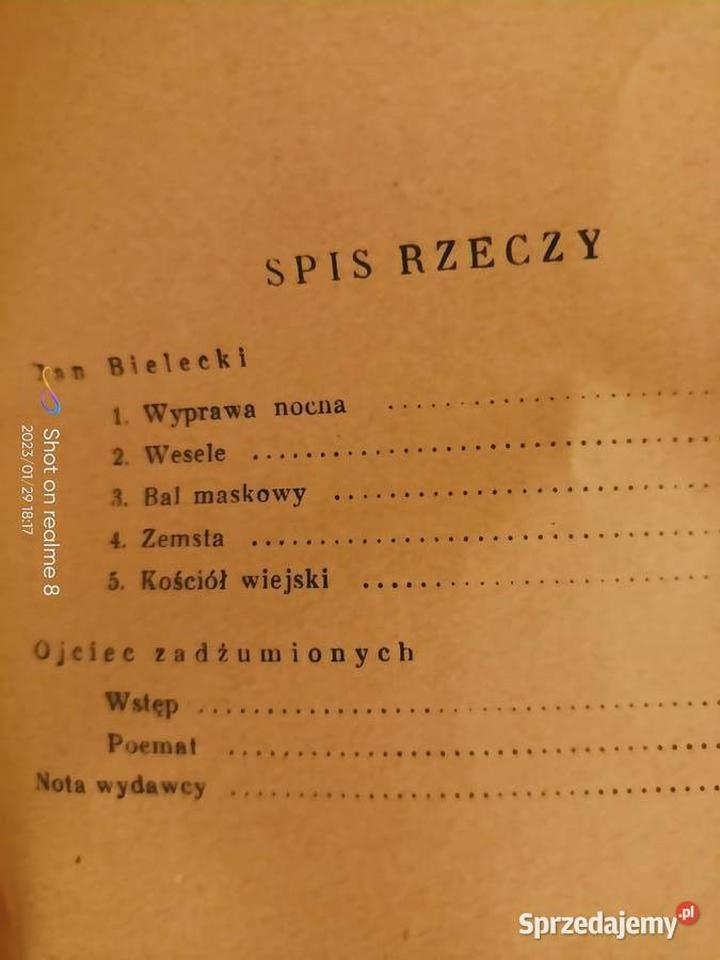 SPIS RZECZY
Jan Bielecki
1. Wyprawa nocna
2. Wesele
3. Bal maskowy
4. Zemsta
5. Kościół wiejski
Ojciec zadżumionych
Wstęp
Poemat
Nota wydawcy
Shot on realme 8
2023/01/29 18:17
Sprzedajemy.pl